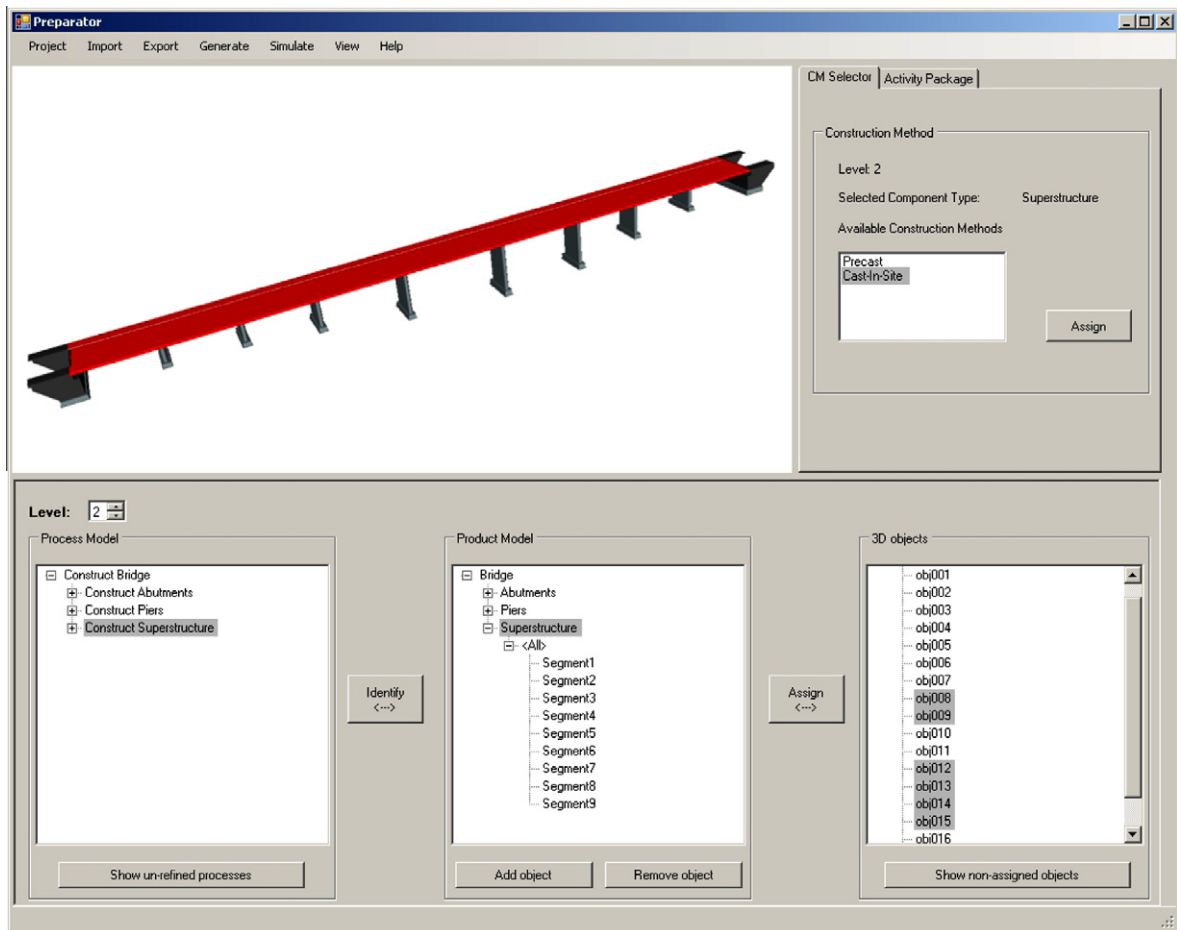 Preparator
Project Import Export Generate Simulate View Help
CM Selector Activity Package
Construction Method
Level: 2
Selected Component Type: Superstructure
Available Construction Methods
Precast
Cast-In-Site
Assign
Level: 2
Process Model
Construct Bridge
Construct Abutments
Construct Piers
Construct Superstructure
Show un-refined processes
Identify
<--->
Product Model
Bridge
Abutments
Piers
Superstructure
<All>
Segment1
Segment2
Segment3
Segment4
Segment5
Segment6
Segment7
Segment8
Segment9
Add object Remove object
Assign
<--->
3D objects
obj001
obj002
obj003
obj004
obj005
obj006
obj007
obj008
obj009
obj010
obj011
obj012
obj013
obj014
obj015
obj016
Show non-assigned objects